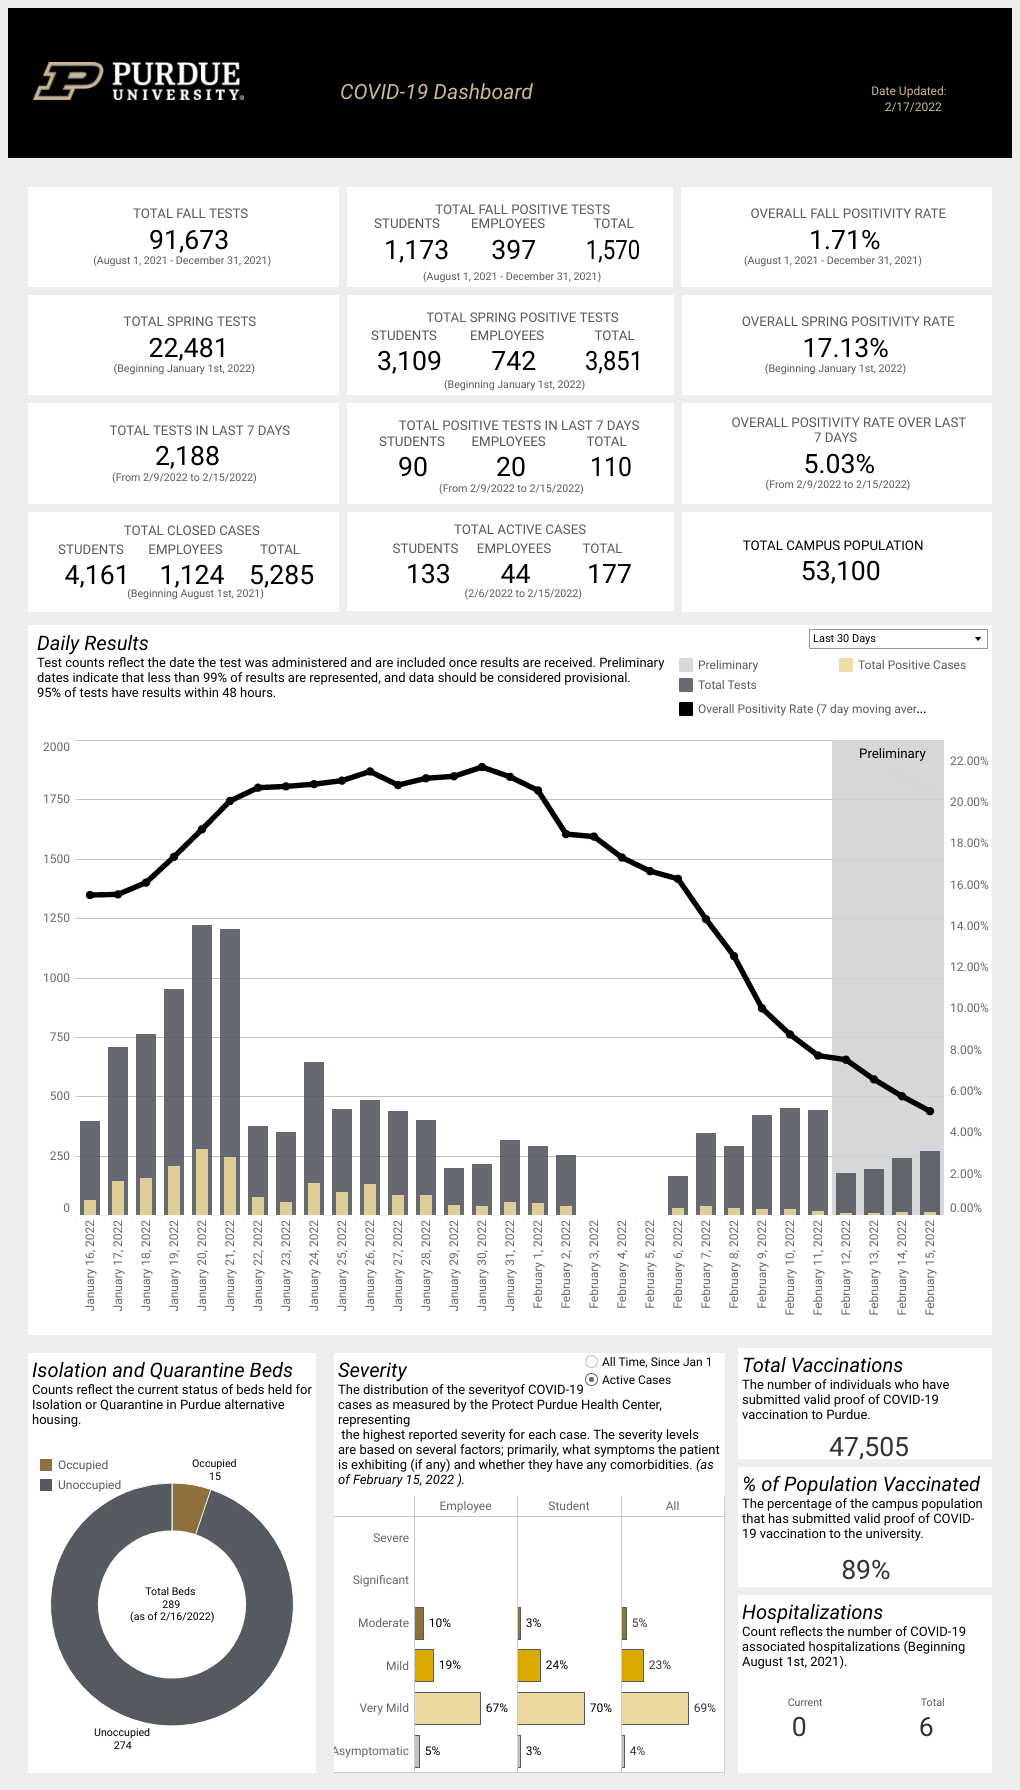 PURDUE
UNIVERSITY®
COVID-19 Dashboard
Date Updated:
2/17/2022
TOTAL FALL TESTS
91,673
(August 1, 2021 - December 31, 2021)
TOTAL FALL POSITIVE TESTS
STUDENTS EMPLOYEES TOTAL
1,173 397 1,570
(August 1, 2021 - December 31, 2021)
OVERALL FALL POSITIVITY RATE
1.71%
(August 1, 2021 - December 31, 2021)
TOTAL SPRING TESTS
22,481
(Beginning January 1st, 2022)
TOTAL SPRING POSITIVE TESTS
STUDENTS EMPLOYEES TOTAL
3,109 742 3,851
(Beginning January 1st, 2022)
OVERALL SPRING POSITIVITY RATE
17.13%
(Beginning January 1st, 2022)
TOTAL TESTS IN LAST 7 DAYS
2,188
(From 2/9/2022 to 2/15/2022)
TOTAL POSITIVE TESTS IN LAST 7 DAYS
STUDENTS EMPLOYEES TOTAL
90 20 110
(From 2/9/2022 to 2/15/2022)
OVERALL POSITIVITY RATE OVER LAST
7 DAYS
5.03%
(From 2/9/2022 to 2/15/2022)
TOTAL CLOSED CASES
STUDENTS EMPLOYEES TOTAL
4,161 1,124 5,285
(Beginning August 1st, 2021)
TOTAL ACTIVE CASES
STUDENTS EMPLOYEES TOTAL
133 44 177
(2/6/2022 to 2/15/2022)
TOTAL CAMPUS POPULATION
53,100
Daily Results
Test counts reflect the date the test was administered and are included once results are received. Preliminary
dates indicate that less than 99% of results are represented, and data should be considered provisional.
95% of tests have results within 48 hours.
Last 30 Days
Preliminary Total Positive Cases
Total Tests
Overall Positivity Rate (7 day moving aver...
Preliminary
2000
1750
1500
1250
1000
750
500
250
0
22.00%
20.00%
18.00%
16.00%
14.00%
12.00%
10.00%
8.00%
6.00%
4.00%
2.00%
0.00%
January 16, 2022
January 17, 2022
January 18, 2022
January 19, 2022
January 20, 2022
January 21, 2022
January 22, 2022
January 23, 2022
January 24, 2022
January 25, 2022
January 26, 2022
January 27, 2022
January 28, 2022
January 29, 2022
January 30, 2022
January 31, 2022
February 1, 2022
February 2, 2022
February 3, 2022
February 4, 2022
February 5, 2022
February 6, 2022
February 7, 2022
February 8, 2022
February 9, 2022
February 10, 2022
February 11, 2022
February 12, 2022
February 13, 2022
February 14, 2022
February 15, 2022
Isolation and Quarantine Beds
Counts reflect the current status of beds held for
Isolation or Quarantine in Purdue alternative
housing.
Occupied
Unoccupied
Occupied
15
Total Beds
289
(as of 2/16/2022)
Unoccupied
274
Severity
All Time, Since Jan 1
Active Cases
The distribution of the severityof COVID-19
cases as measured by the Protect Purdue Health Center,
representing
the highest reported severity for each case. The severity levels
are based on several factors; primarily, what symptoms the patient
is exhibiting (if any) and whether they have any comorbidities. (as
of February 15, 2022 ).
Employee Student All
Severe
Significant
Moderate 10% 3% 5%
Mild 19% 24% 23%
Very Mild 67% 70% 69%
Asymptomatic 5% 3% 4%
Total Vaccinations
The number of individuals who have
submitted valid proof of COVID-19
vaccination to Purdue.
47,505
% of Population Vaccinated
The percentage of the campus population
that has submitted valid proof of COVID-
19 vaccination to the university.
89%
Hospitalizations
Count reflects the number of COVID-19
associated hospitalizations (Beginning
August 1st, 2021).
Current Total
0 6